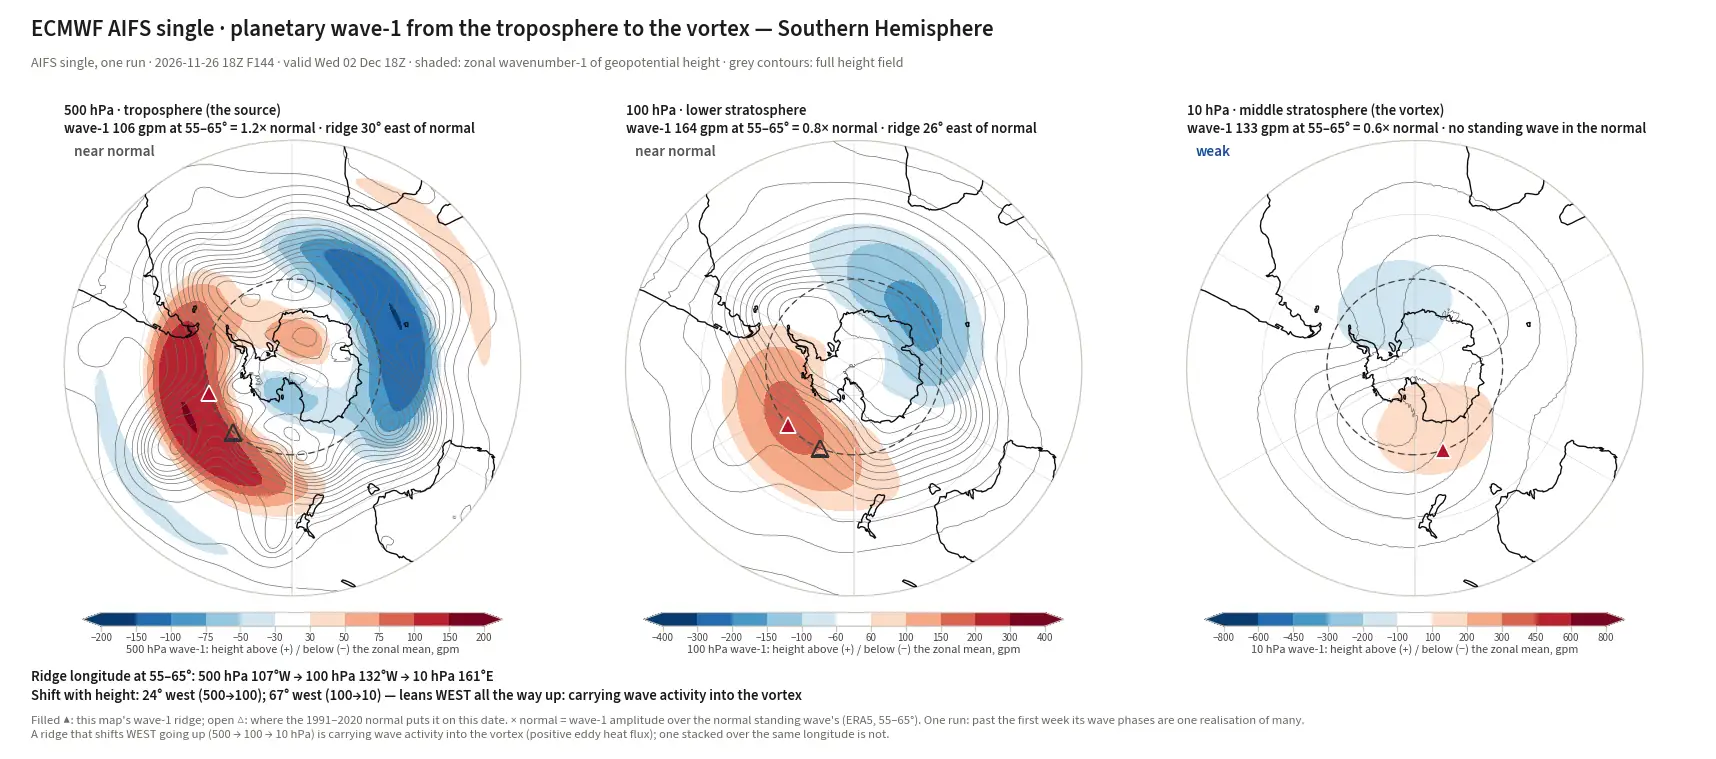 ECMWF AIFS single · planetary wave-1 from the troposphere to the vortex — Southern Hemisphere
AIFS single, one run · 2026-11-26 18Z F144 · valid Wed 02 Dec 18Z · shaded: zonal wavenumber-1 of geopotential height · grey contours: full height field
500 hPa · troposphere (the source)
wave-1 106 gpm at 55–65° = 1.2× normal · ridge 30° east of normal
near normal
100 hPa · lower stratosphere
wave-1 164 gpm at 55–65° = 0.8× normal · ridge 26° east of normal
near normal
10 hPa · middle stratosphere (the vortex)
wave-1 133 gpm at 55–65° = 0.6× normal · no standing wave in the normal
weak
−200 −150 −100 −75 −50 −30 30 50 75 100 150 200
500 hPa wave-1: height above (+) / below (−) the zonal mean, gpm
−400 −300 −200 −150 −100 −60 60 100 150 200 300 400
100 hPa wave-1: height above (+) / below (−) the zonal mean, gpm
−800 −600 −450 −300 −200 −100 100 200 300 450 600 800
10 hPa wave-1: height above (+) / below (−) the zonal mean, gpm
Ridge longitude at 55–65°: 500 hPa 107°W → 100 hPa 132°W → 10 hPa 161°E
Shift with height: 24° west (500→100); 67° west (100→10) — leans WEST all the way up: carrying wave activity into the vortex
Filled ▲: this map's wave-1 ridge; open △: where the 1991–2020 normal puts it on this date. × normal = wave-1 amplitude over the normal standing wave's (ERA5, 55–65°). One run: past the first week its wave phases are one realisation of many.
A ridge that shifts WEST going up (500 → 100 → 10 hPa) is carrying wave activity into the vortex (positive eddy heat flux); one stacked over the same longitude is not.